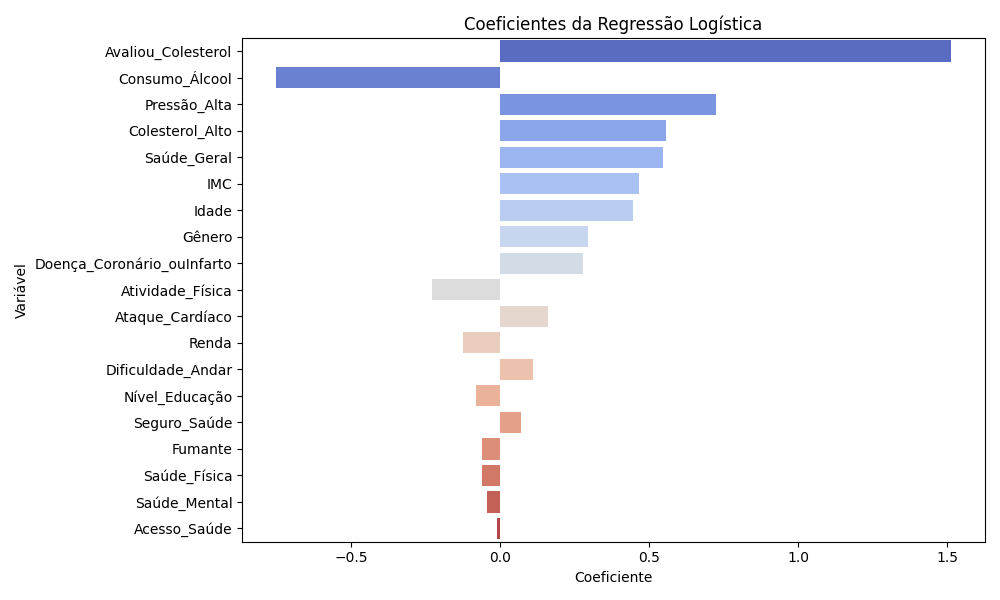 Coeficientes da Regressão Logística
Variável
Avaliou_Colesterol
Consumo_Álcool
Pressão_Alta
Colesterol_Alto
Saúde_Geral
IMC
Idade
Gênero
Doença_Coronário_ouInfarto
Atividade_Física
Ataque_Cardíaco
Renda
Dificuldade_Andar
Nível_Educação
Seguro_Saúde
Fumante
Saúde_Física
Saúde_Mental
Acesso_Saúde
−0.5 0.0 0.5 1.0 1.5
Coeficiente